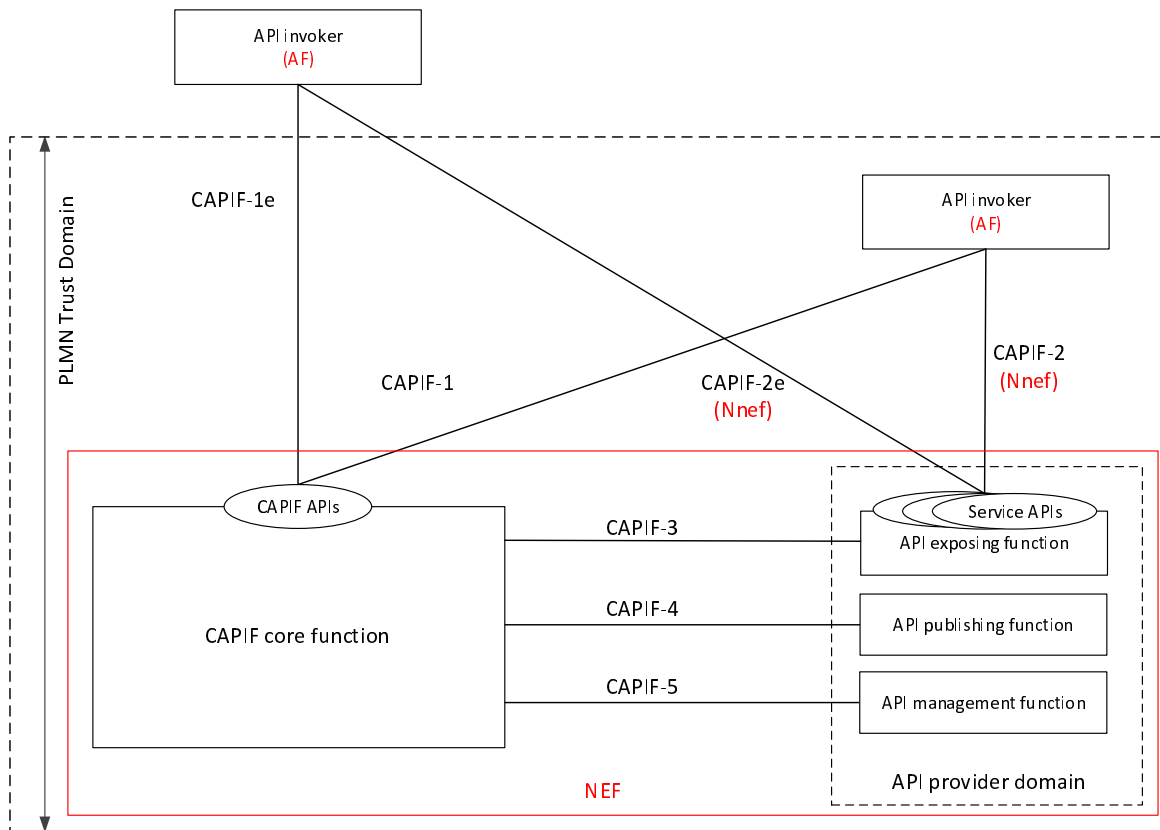 API invoker
(AF)
CAPIF-1e
API invoker
(AF)
PLMN Trust Domain
CAPIF-2
(Nnef)
CAPIF-1
CAPIF-2e
(Nnef)
CAPIF APIs
Service APIs
CAPIF-3
API exposing function
CAPIF-4
API publishing function
CAPIF core function
CAPIF-5
API management function
API provider domain
NEF